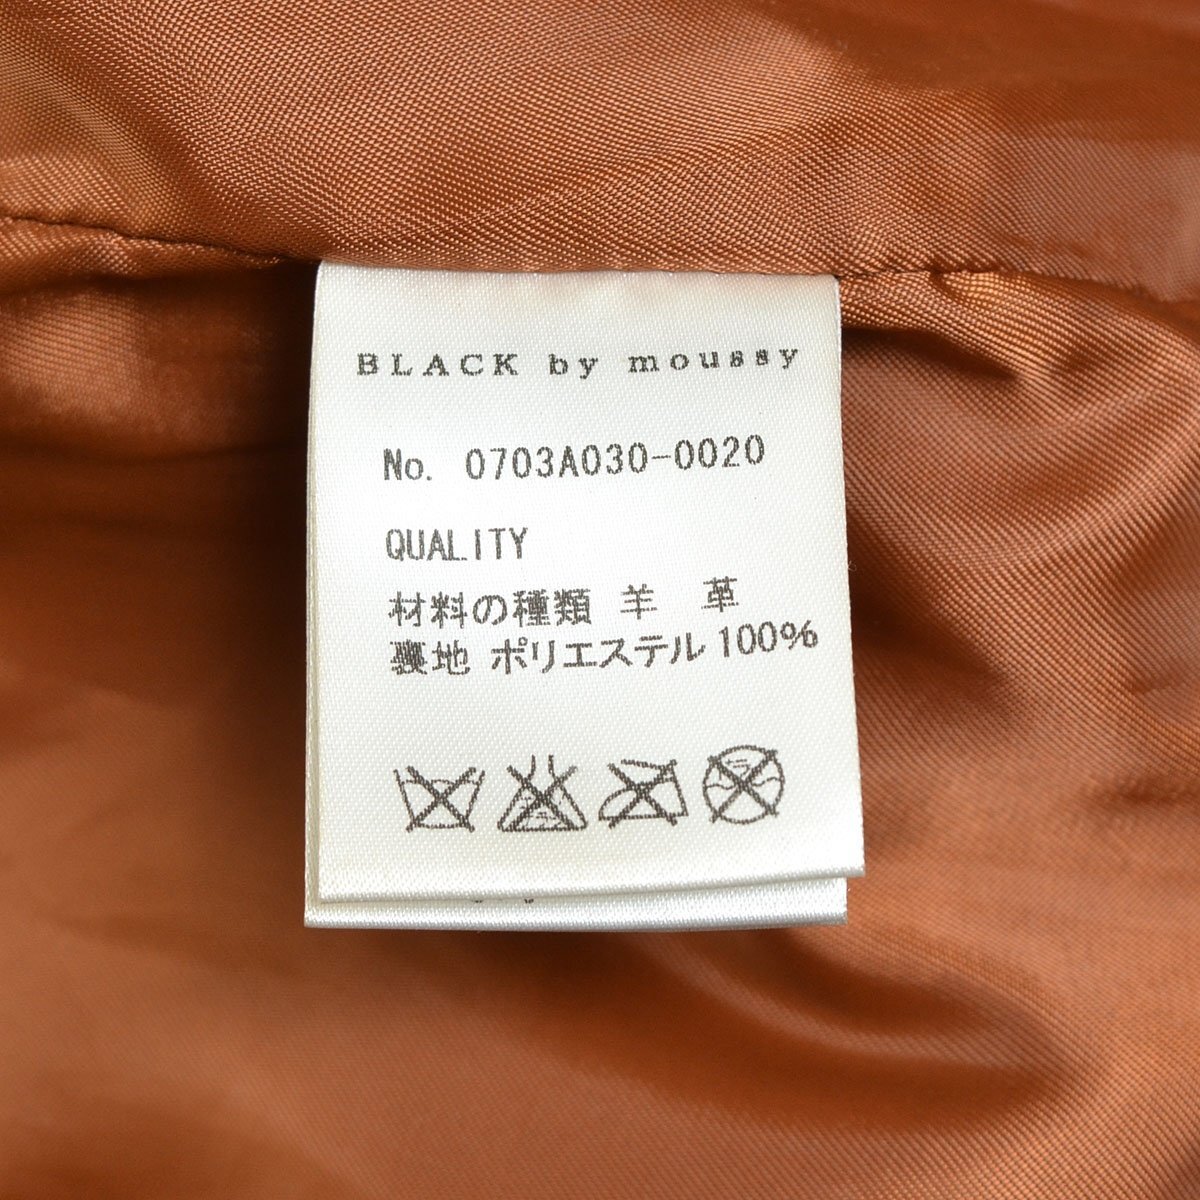 BLACK by moussy
No. 0703A030-0020
QUALITY
材料の種類 羊 革
裏地 ポリエステル 100%